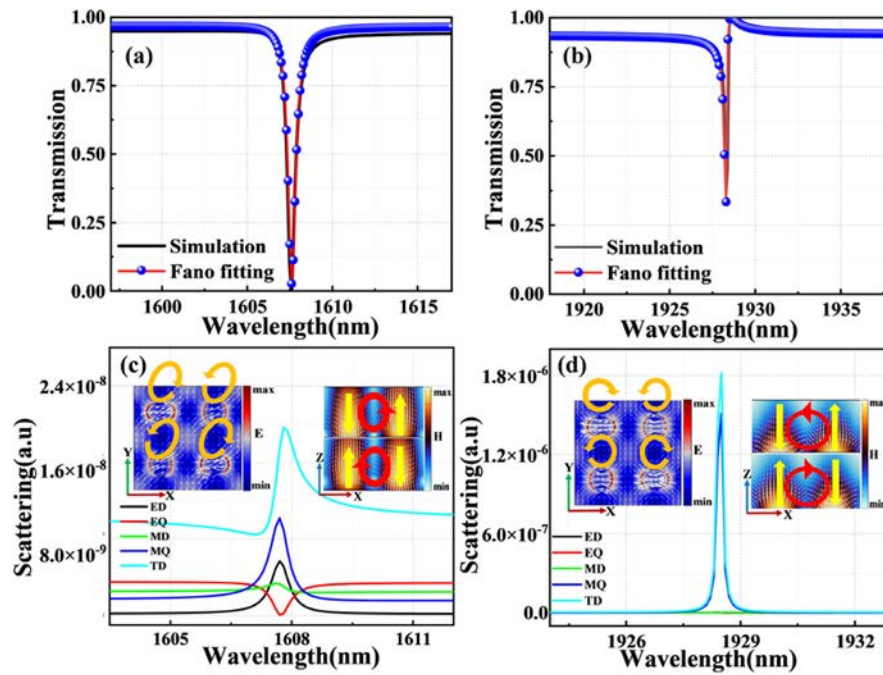 (a)
Transmission
1.00
0.75
0.50
0.25
0.00
Simulation
Fano fitting
1600
1605
1610
1615
Wavelength(nm)
(b)
Transmission
1.00
0.75
0.50
0.25
0.00
Simulation
Fano fitting
1920
1925
1930
1935
Wavelength(nm)
(c)
Scattering(a.u)
2.4×10⁻⁸
1.6×10⁻⁸
8.0×10⁻⁹
max
E
min
Y
X
max
H
min
Z
X
ED
EQ
MD
MQ
TD
1605
1608
1611
Wavelength(nm)
(d)
Scattering(a.u)
1.8×10⁻⁶
1.2×10⁻⁶
6.0×10⁻⁷
0.0
max
E
min
Y
X
max
H
min
Z
X
ED
EQ
MD
MQ
TD
1926
1929
1932
Wavelength(nm)